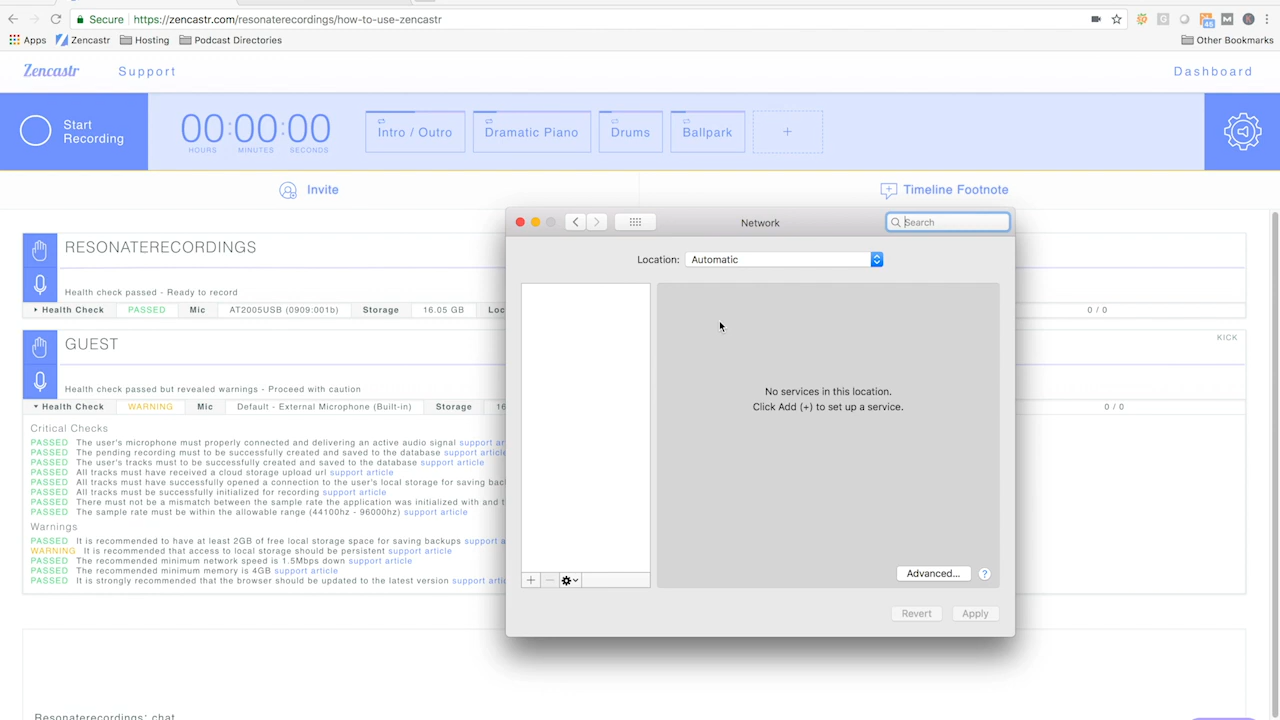 Secure https://zencastr.com/resonaterecordings/how-to-use-zencastr
Apps Zencastr Hosting Podcast Directories Other Bookmarks
Zencastr Support Dashboard
Start Recording
00:00:00
HOURS MINUTES SECONDS
Intro / Outro Dramatic Piano Drums Ballpark +
Invite Timeline Footnote
Network
Search
Location: Automatic
No services in this location.
Click Add (+) to set up a service.
Advanced... ?
Revert Apply
RESONATERECORDINGS
Health check passed - Ready to record
Health Check PASSED Mic AT2005USB (0909:001b) Storage 16.05 GB 0 / 0
GUEST KICK
Health check passed but revealed warnings - Proceed with caution
Health Check WARNING Mic Default - External Microphone (Built-in) Storage 0 / 0
Critical Checks
PASSED The user's microphone must properly connected and delivering an active audio signal support
PASSED The pending recording must to be successfully created and saved to the database support article
PASSED The user's tracks must to be successfully created and saved to the database support article
PASSED All tracks must have received a cloud storage upload url support article
PASSED All tracks must have successfully opened a connection to the user's local storage for saving
PASSED All tracks must be successfully initialized for recording support article
PASSED There must not be a mismatch between the sample rate the application was initialized with and
PASSED The sample rate must be within the allowable range (44100hz - 96000hz) support article
Warnings
PASSED It is recommended to have at least 2GB of free local storage space for saving backups support
WARNING It is recommended that access to local storage should be persistent support article
PASSED The recommended minimum network speed is 1.5Mbps down support article
PASSED The recommended minimum memory is 4GB support article
PASSED It is strongly recommended that the browser should be updated to the latest version support
Resonaterecordings: chat